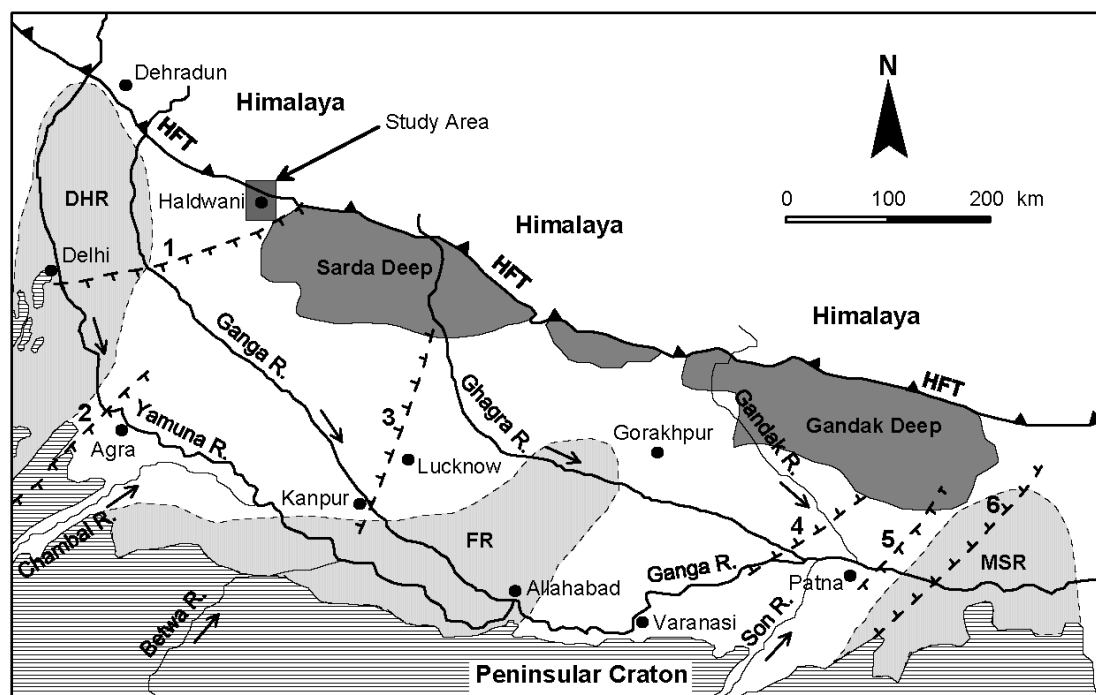 Dehradun
Himalaya
N
HFT
Study Area
DHR
Haldwani
0 100 200 km
Himalaya
1
Delhi
Sarda Deep
HFT
Himalaya
Ganga R.
HFT
Ghagra R.
Gandak R.
2
Yamuna R.
3
Gandak Deep
Agra
Lucknow
Gorakhpur
Kanpur
Chambal R.
FR
4
5
6
MSR
Ganga R.
Patna
Allahabad
Betwa R.
Varanasi
Son R.
Peninsular Craton